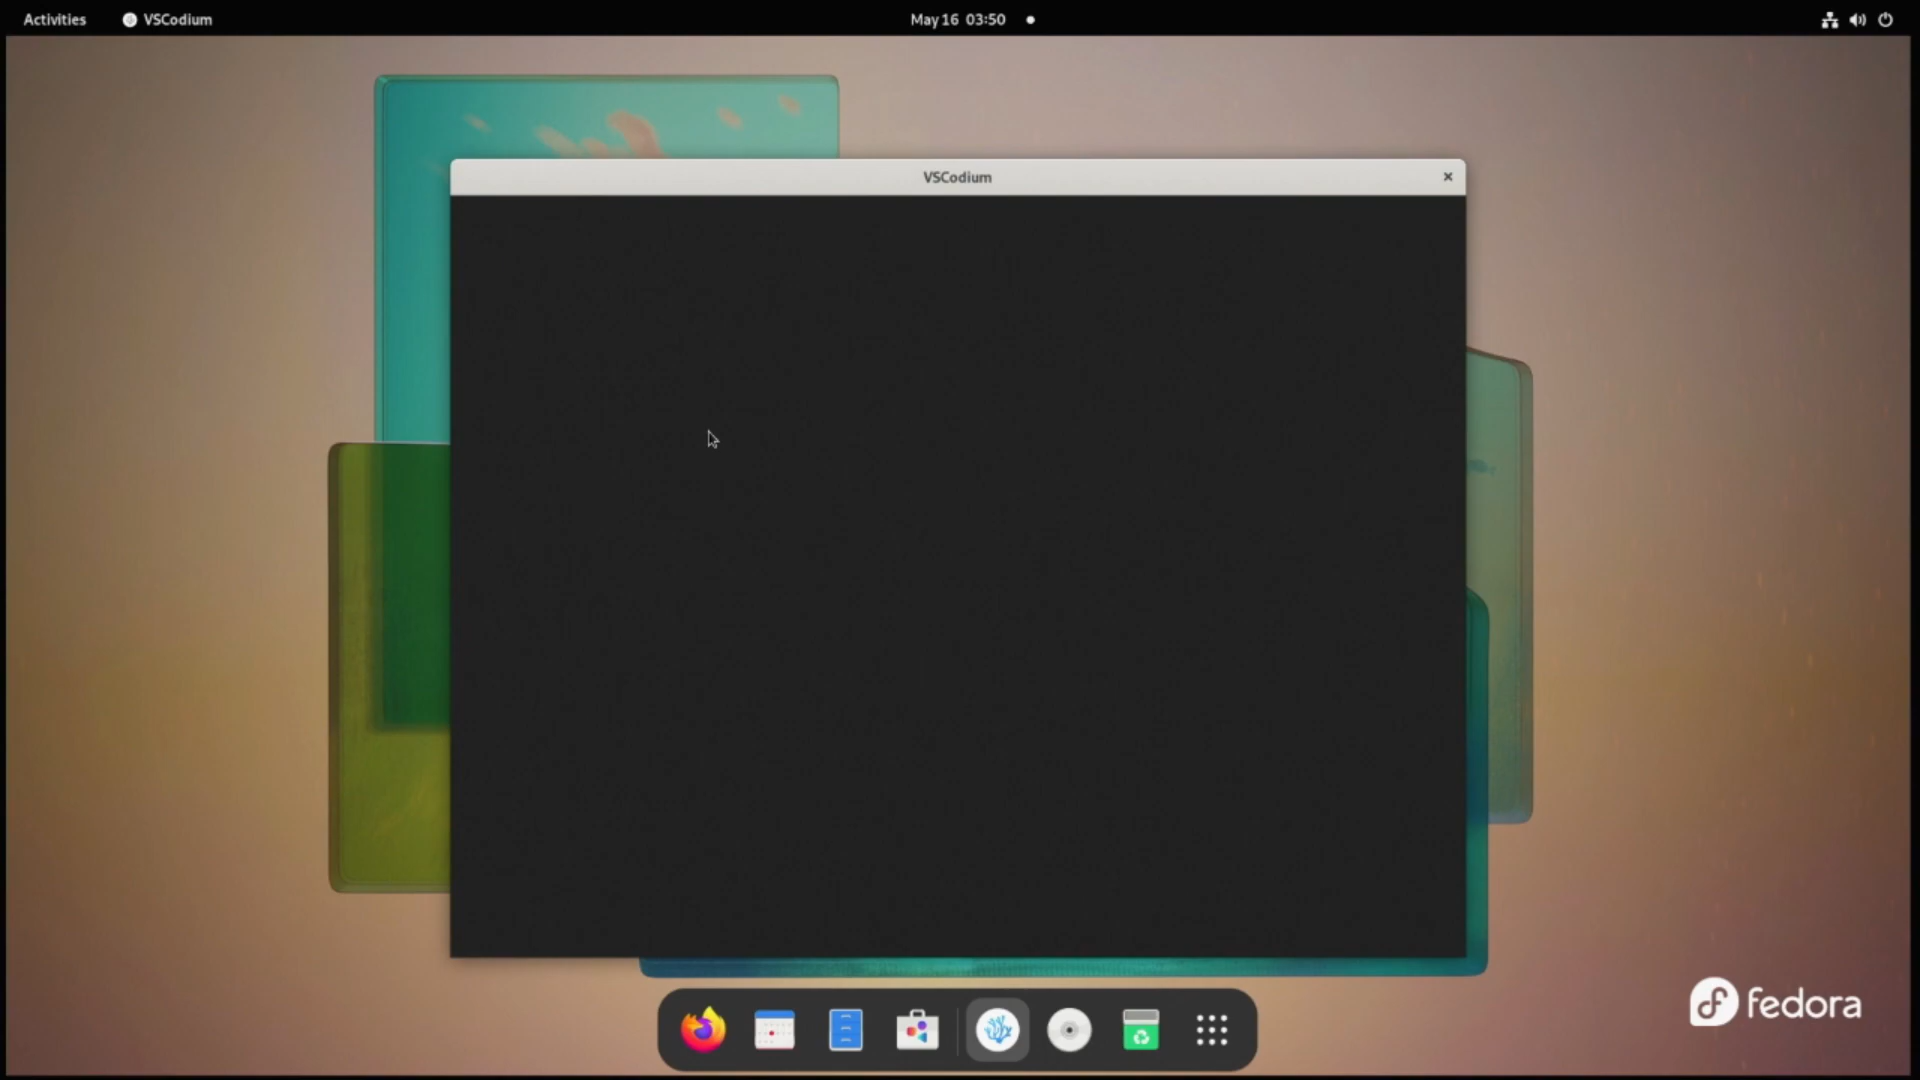 Activities
VSCodium
May 16 03:50
VSCodium
fedora